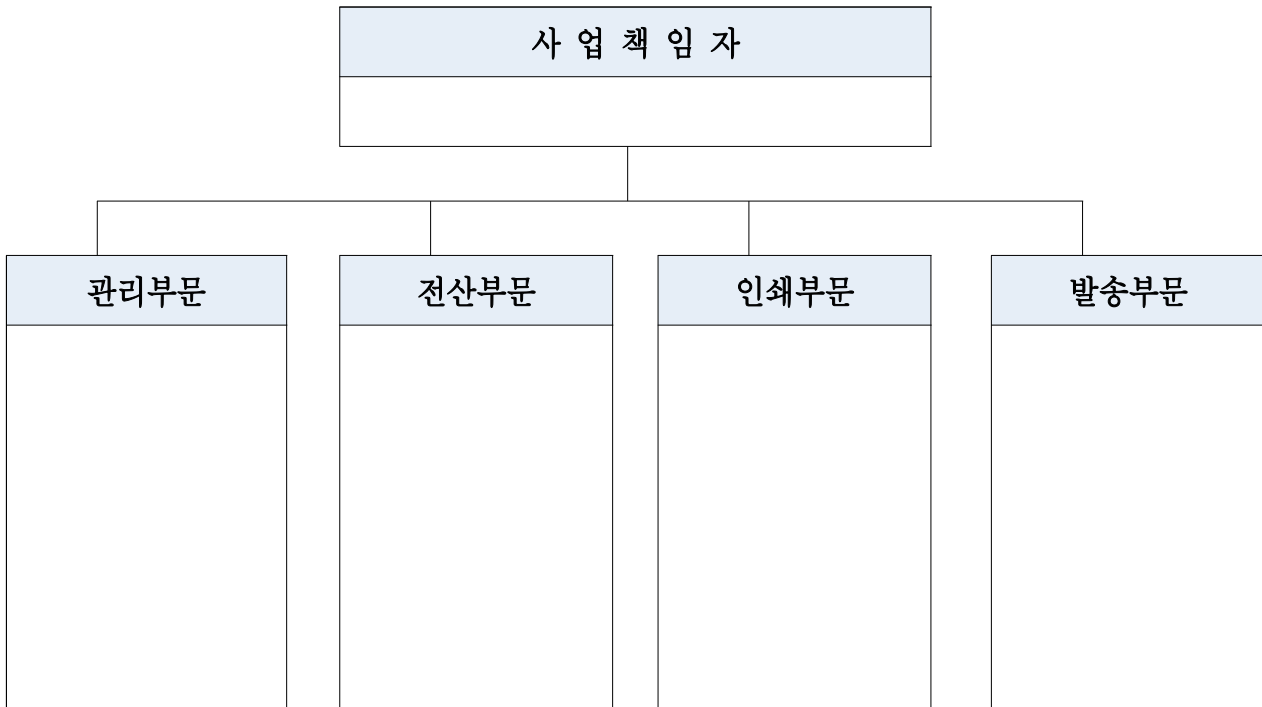 사 업 책 임 자
관리부문
전산부문
인쇄부문
발송부문